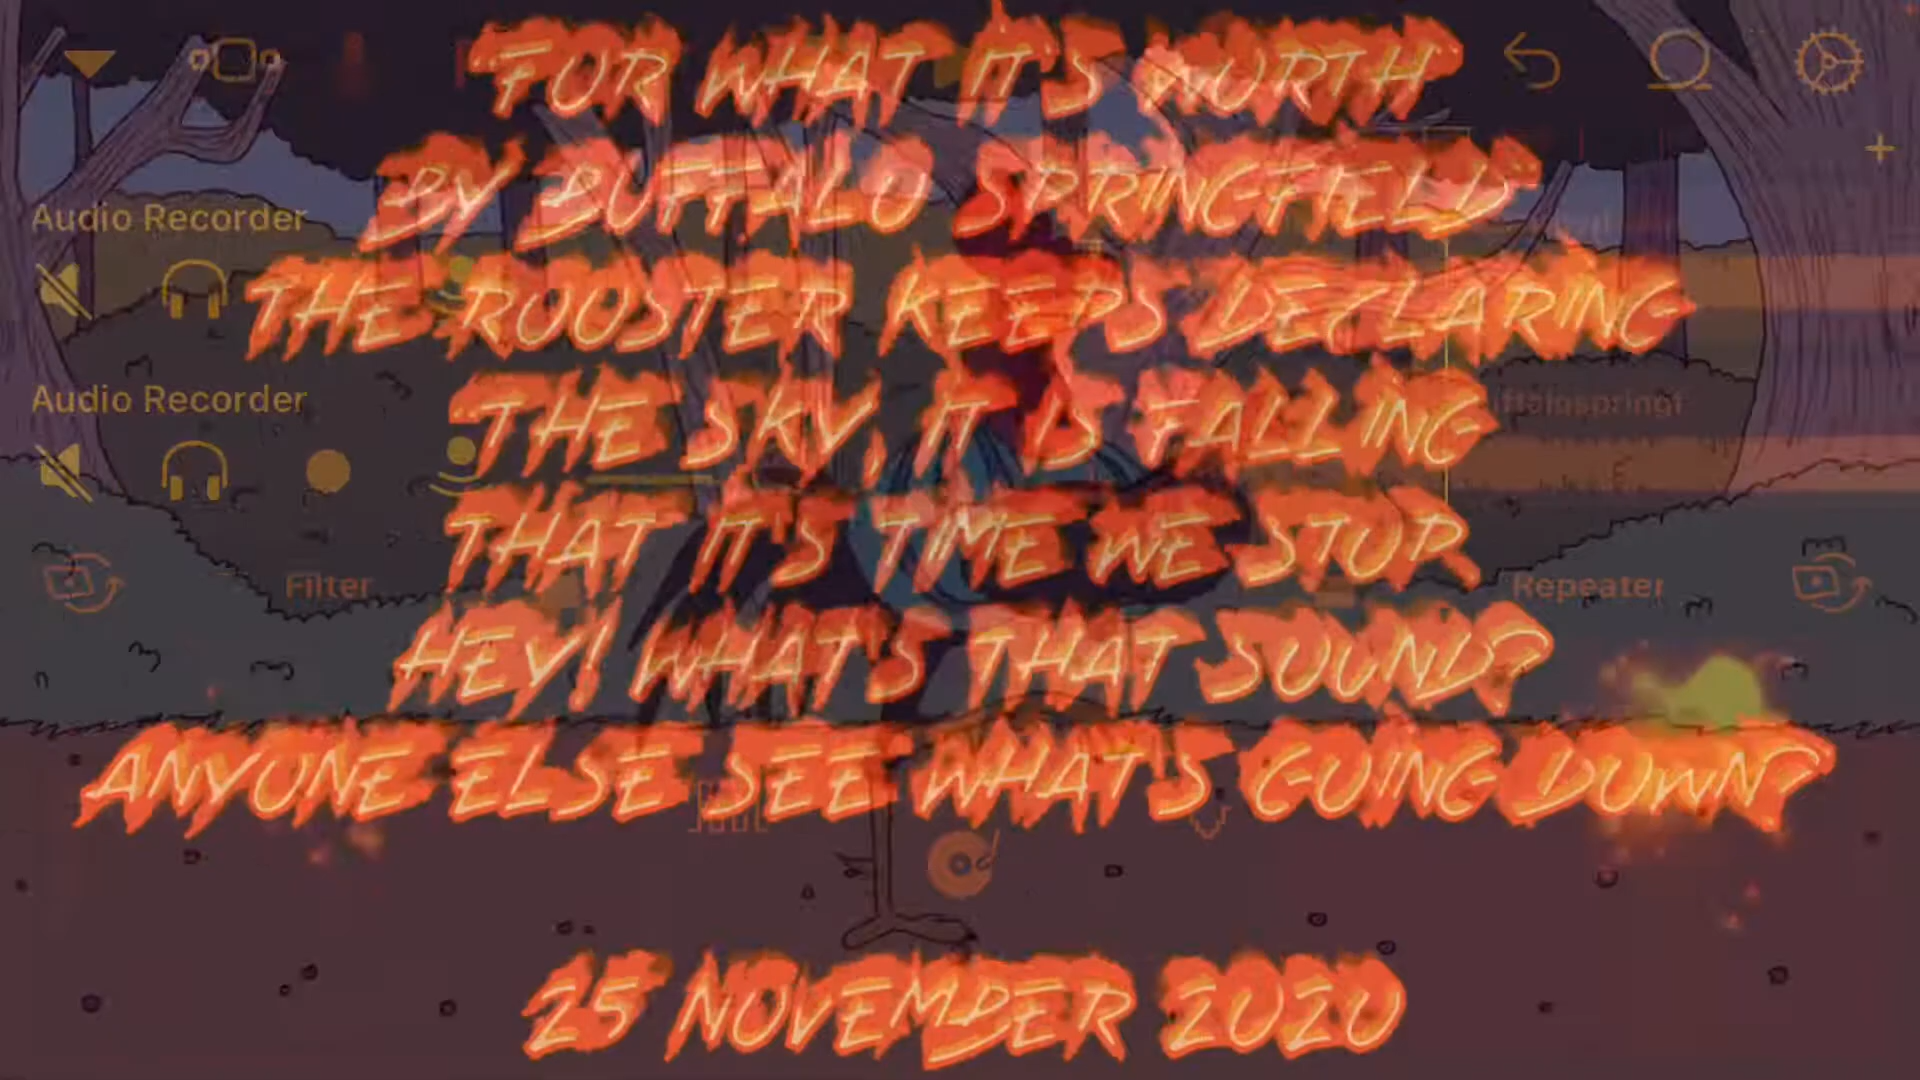 "FOR WHAT IT'S WORTH"
BY BUFFALO SPRINGFIELD
THE ROOSTER KEEPS DECLARING
"THE SKY, IT IS FALLING
THAT IT'S TIME WE STOP
HEY! WHAT'S THAT SOUND?
ANYONE ELSE SEE WHAT'S GOING DOWN?
25 NOVEMBER 2020
Audio Recorder
Audio Recorder
Filter
Repeater